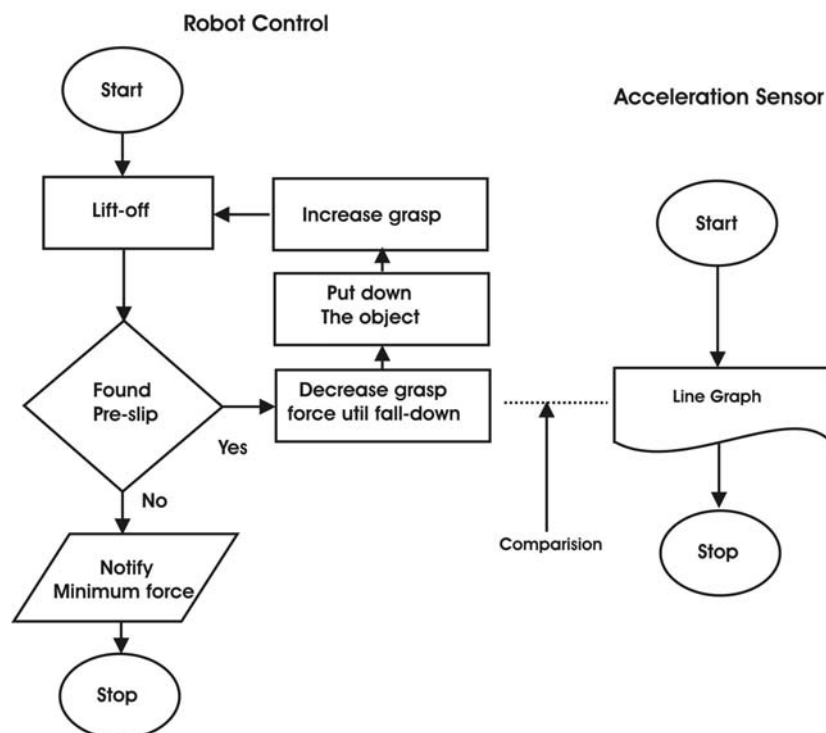 Robot Control
Start
Lift-off
Increase grasp
Put down
The object
Found
Pre-slip
Yes
Decrease grasp
force util fall-down
No
Notify
Minimum force
Stop
Comparision
Acceleration Sensor
Start
Line Graph
Stop